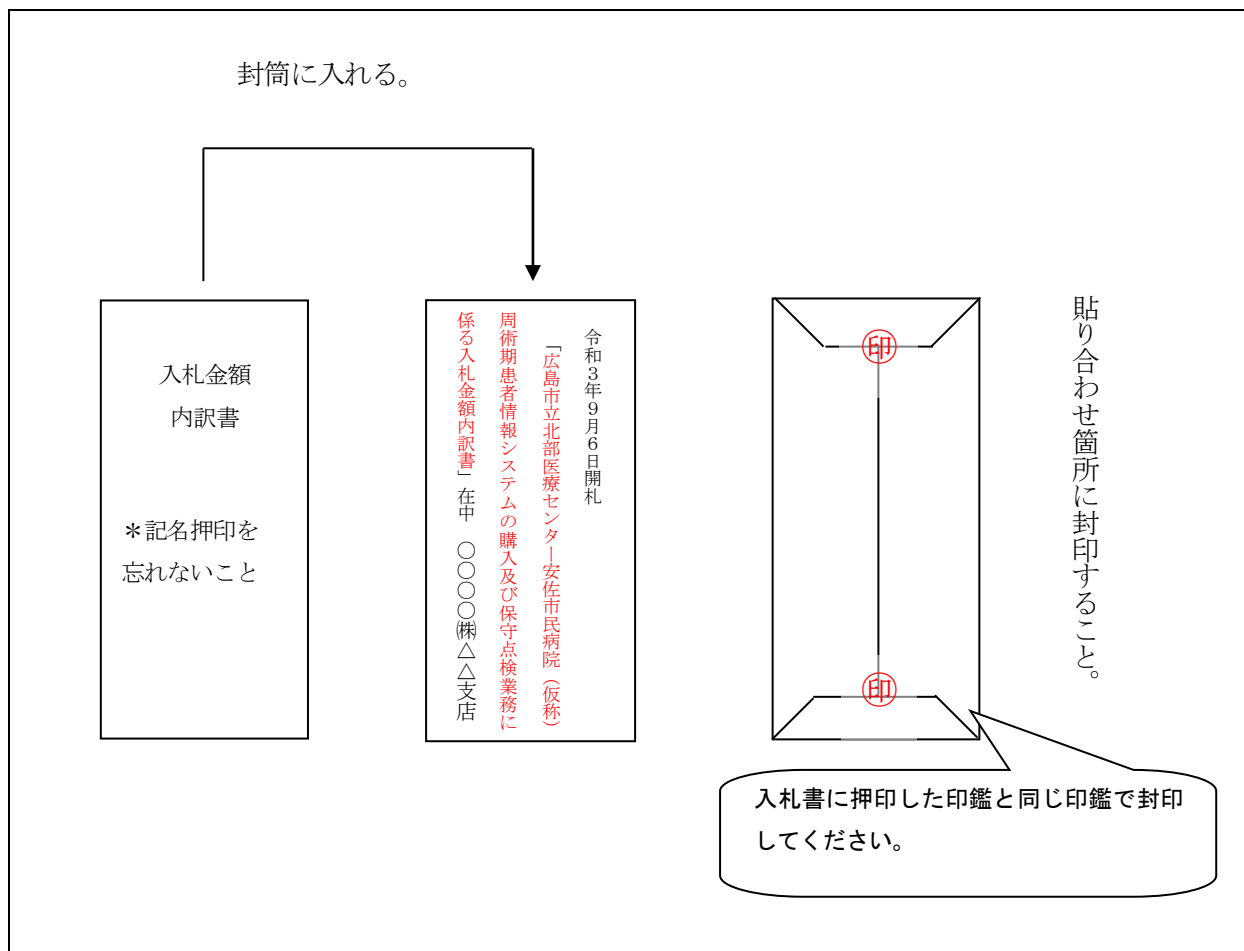 封筒に入れる。
入札金額
内訳書
＊記名押印を
忘れないこと
令和３年９月６日開札
「広島市立北部医療センター安佐市民病院（仮称）
周術期患者情報システムの購入及び保守点検業務に
係る入札金額内訳書」在中　〇〇〇〇㈱△△支店
印
印
貼り合わせ箇所に封印すること。
入札書に押印した印鑑と同じ印鑑で封印
してください。